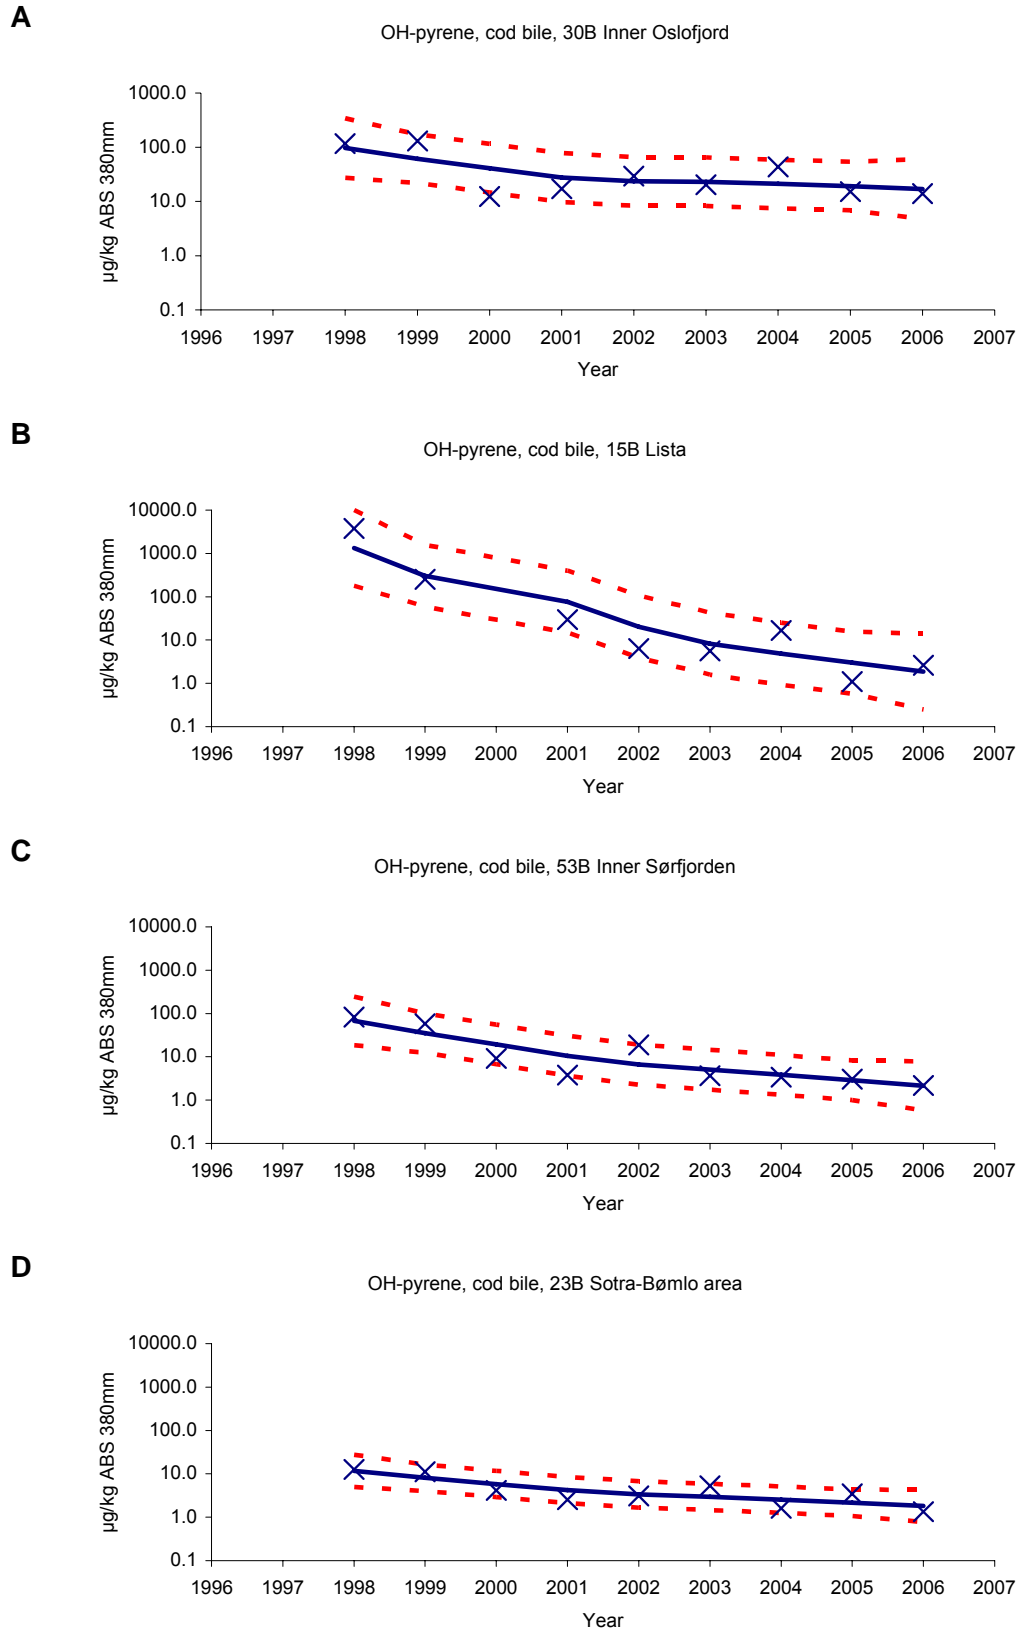 A
OH-pyrene, cod bile, 30B Inner Oslofjord
1000.0
100.0
10.0
1.0
0.1
µg/kg ABS 380mm
1996 1997 1998 1999 2000 2001 2002 2003 2004 2005 2006 2007
Year
B
OH-pyrene, cod bile, 15B Lista
10000.0
1000.0
100.0
10.0
1.0
0.1
µg/kg ABS 380mm
1996 1997 1998 1999 2000 2001 2002 2003 2004 2005 2006 2007
Year
C
OH-pyrene, cod bile, 53B Inner Sørfjorden
10000.0
1000.0
100.0
10.0
1.0
0.1
µg/kg ABS 380mm
1996 1997 1998 1999 2000 2001 2002 2003 2004 2005 2006 2007
Year
D
OH-pyrene, cod bile, 23B Sotra-Bømlo area
10000.0
1000.0
100.0
10.0
1.0
0.1
µg/kg ABS 380mm
1996 1997 1998 1999 2000 2001 2002 2003 2004 2005 2006 2007
Year